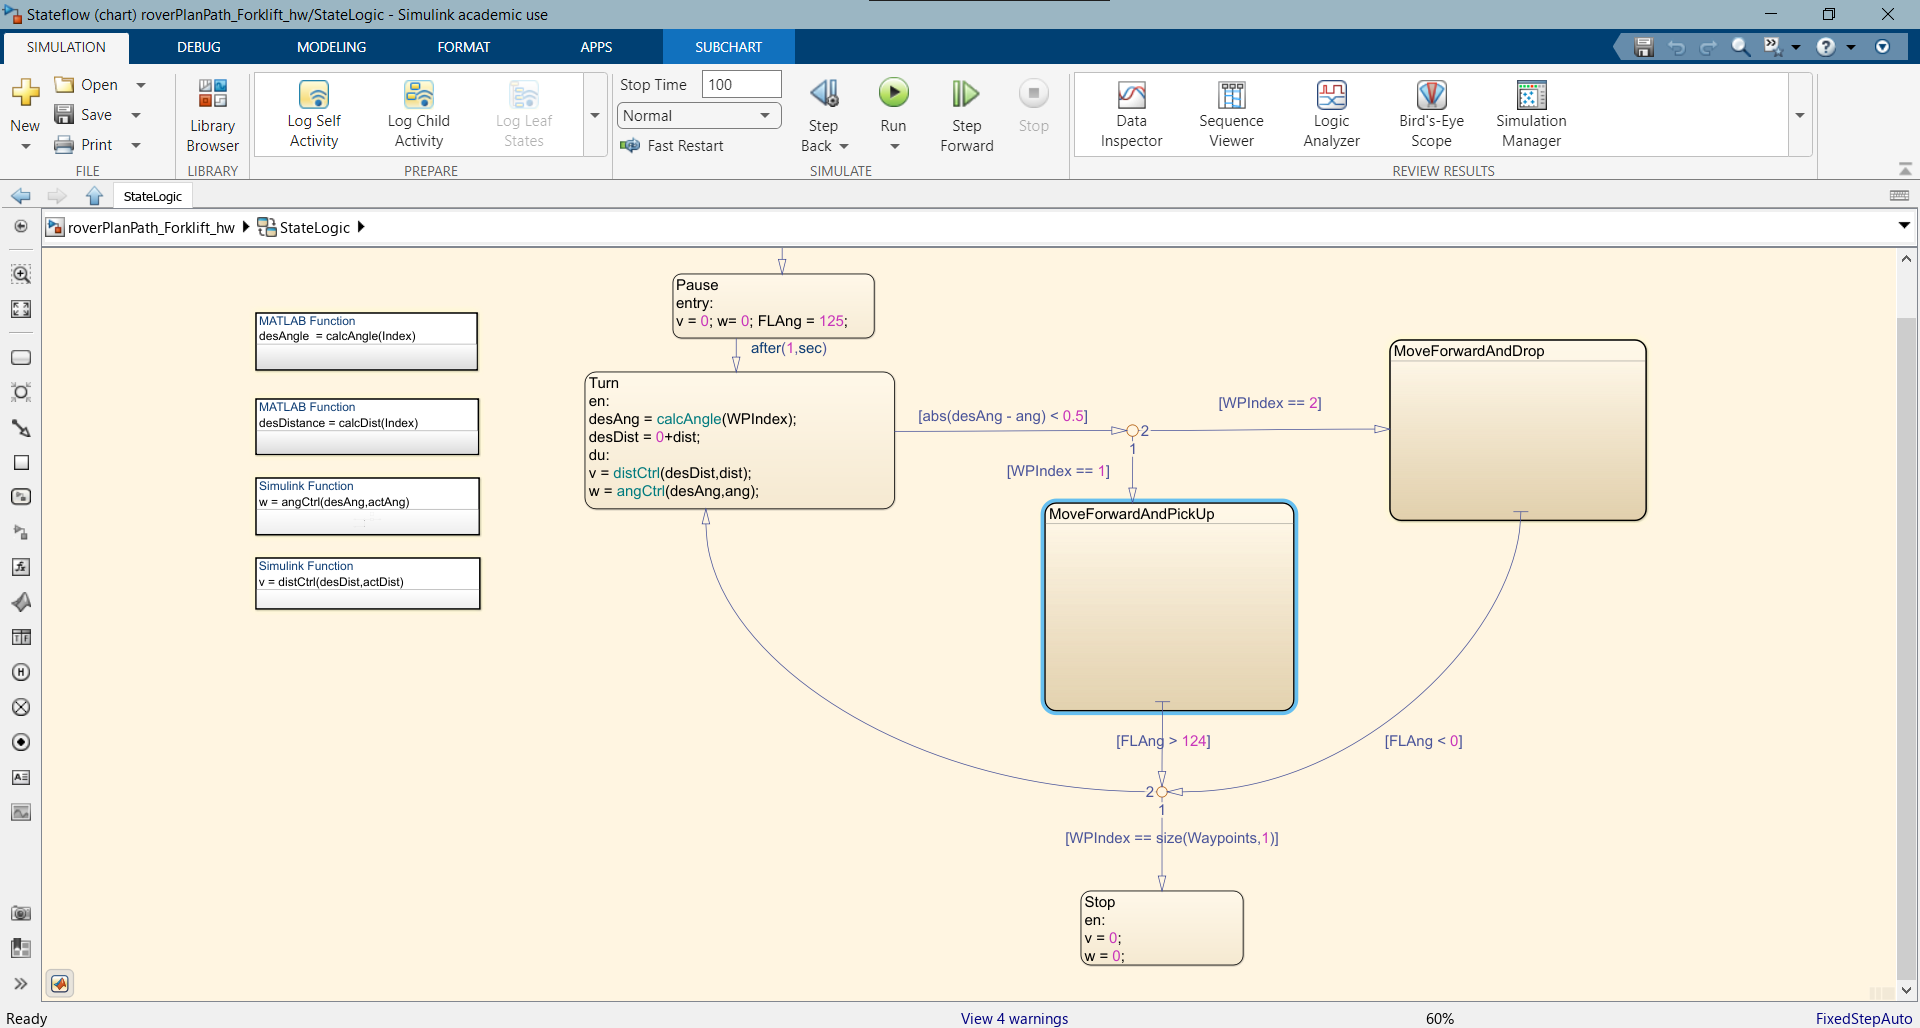 Stateflow (chart) roverPlanPath_Forklift_hw/StateLogic - Simulink academic use
SIMULATION DEBUG MODELING FORMAT APPS SUBCHART
New
Open
Save
Print
FILE
Library Browser
LIBRARY
Log Self Activity
Log Child Activity
Log Leaf States
PREPARE
Stop Time 100
Normal
Fast Restart
Step Back
Run
Step Forward
Stop
SIMULATE
Data Inspector
Sequence Viewer
Logic Analyzer
Bird's-Eye Scope
Simulation Manager
REVIEW RESULTS
StateLogic
roverPlanPath_Forklift_hw StateLogic
MATLAB Function
desAngle = calcAngle(Index)
MATLAB Function
desDistance = calcDist(Index)
Simulink Function
w = angCtrl(desAng,actAng)
Simulink Function
v = distCtrl(desDist,actDist)
Pause
entry:
v = 0; w= 0; FLAng = 125;
after(1,sec)
Turn
en:
desAng = calcAngle(WPIndex);
desDist = 0+dist;
du:
v = distCtrl(desDist,dist);
w = angCtrl(desAng,ang);
[abs(desAng - ang) < 0.5]
2
1
[WPIndex == 2]
[WPIndex == 1]
MoveForwardAndDrop
MoveForwardAndPickUp
[FLAng > 124]
[FLAng < 0]
2
1
[WPIndex == size(Waypoints,1)]
Stop
en:
v = 0;
w = 0;
Ready
View 4 warnings
60%
FixedStepAuto